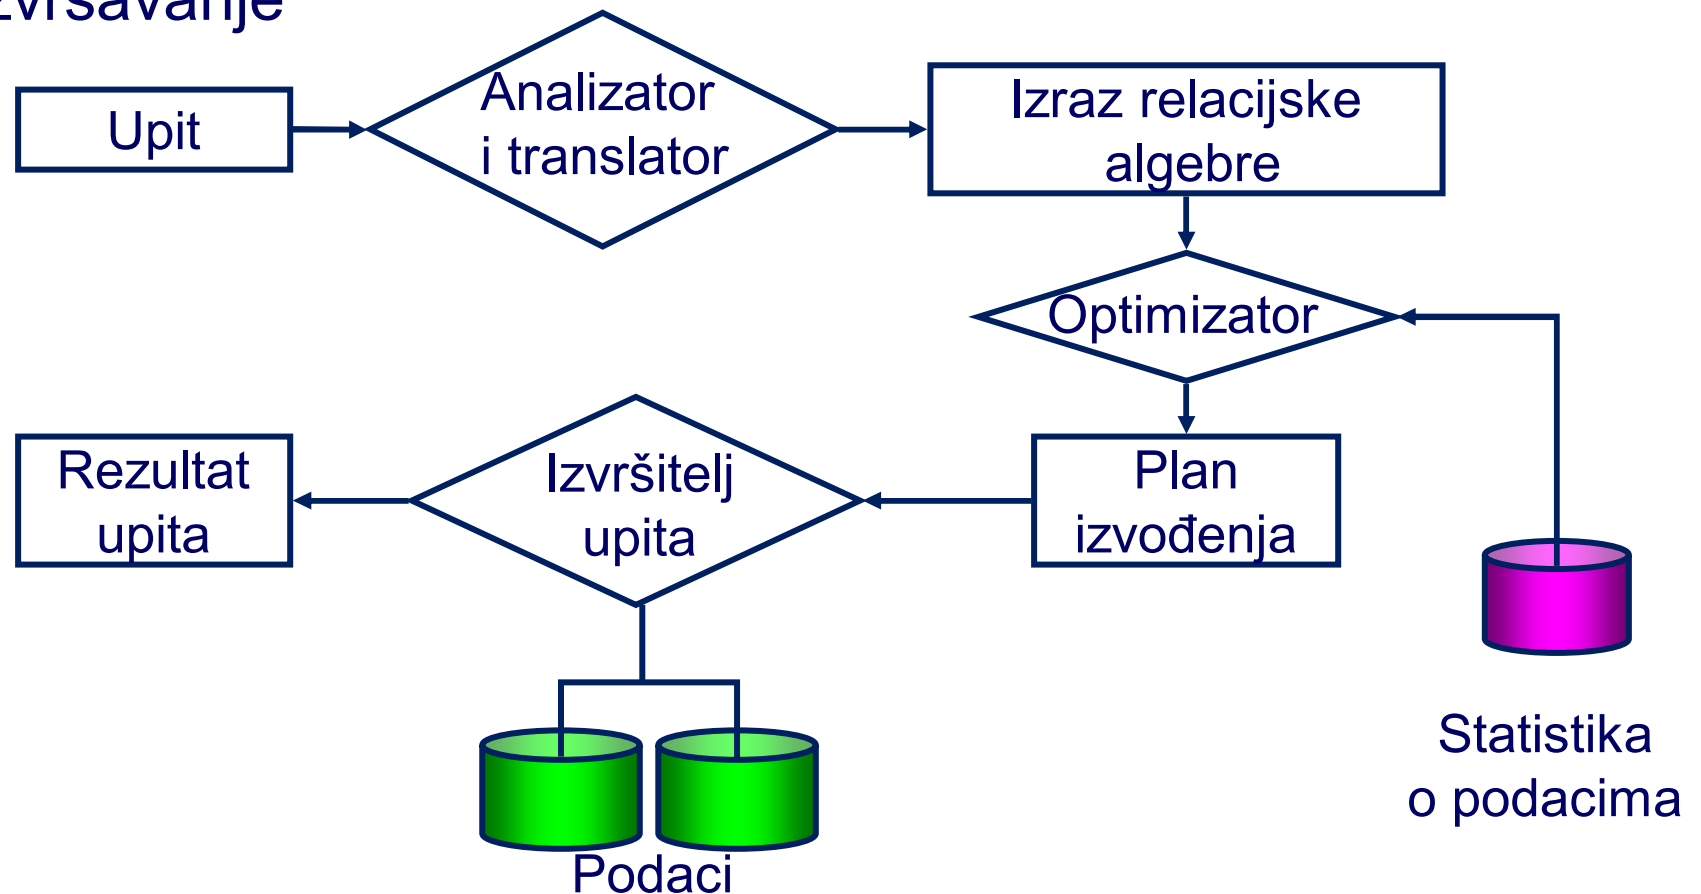 Upit
Analizator
i translator
Izraz relacijske
algebre
Optimizator
Rezultat
upita
Izvršitelj
upita
Plan
izvođenja
Statistika
o podacima
Podaci